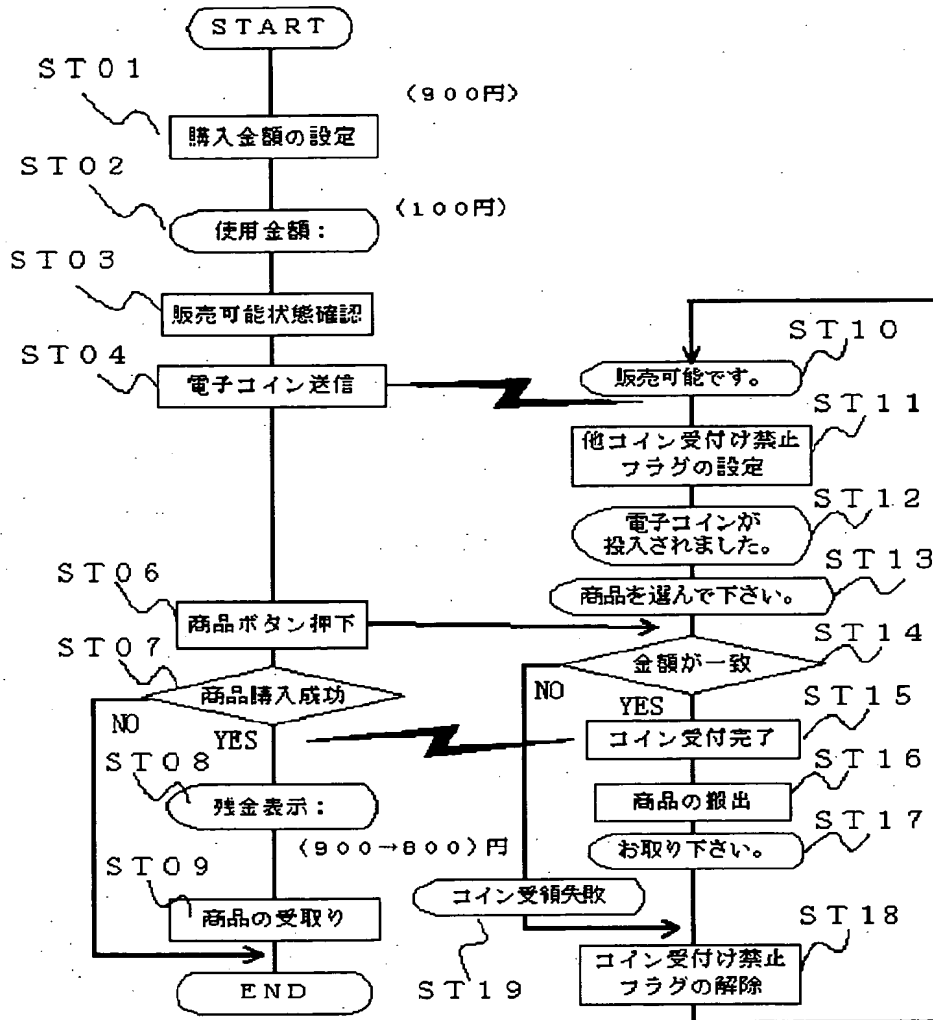 START
ST01
(900円)
購入金額の設定
ST02
(100円)
使用金額:
ST03
販売可能状態確認
ST04
電子コイン送信
ST06
商品ボタン押下
ST07
商品購入成功
NO
YES
ST08
残金表示:
(900→800)円
ST09
商品の受取り
END
ST10
販売可能です。
ST11
他コイン受付け禁止
フラグの設定
ST12
電子コインが
投入されました。
ST13
商品を選んで下さい。
ST14
金額が一致
NO
YES
ST15
コイン受付完了
ST16
商品の搬出
ST17
お取り下さい。
コイン受領失敗
ST19
ST18
コイン受付け禁止
フラグの解除